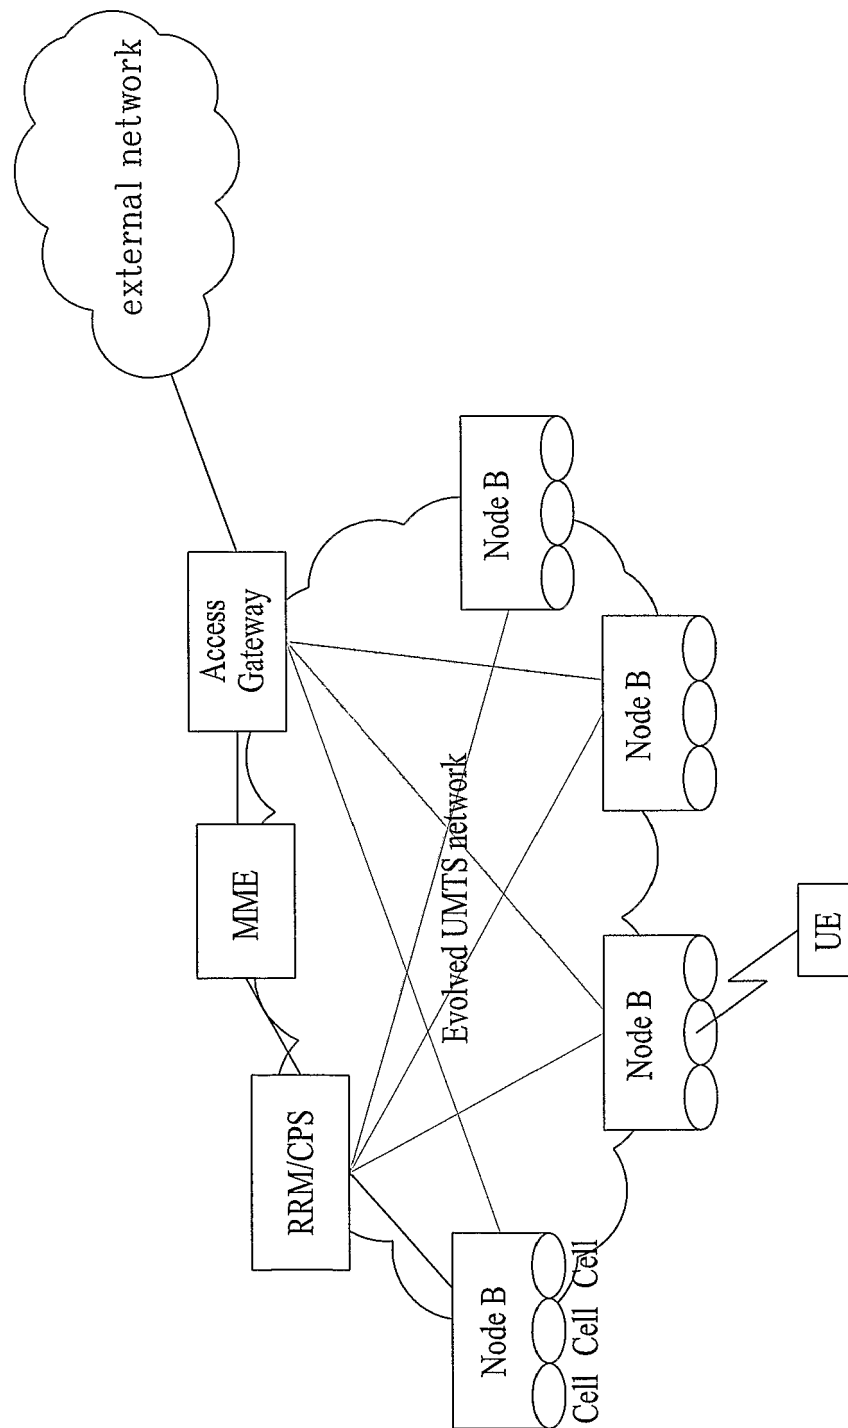 external network
Access
Gateway
MME
RRM/CPS
Evolved UMTS network
Node B
Node B
Node B
Node B
Cell Cell Cell
UE